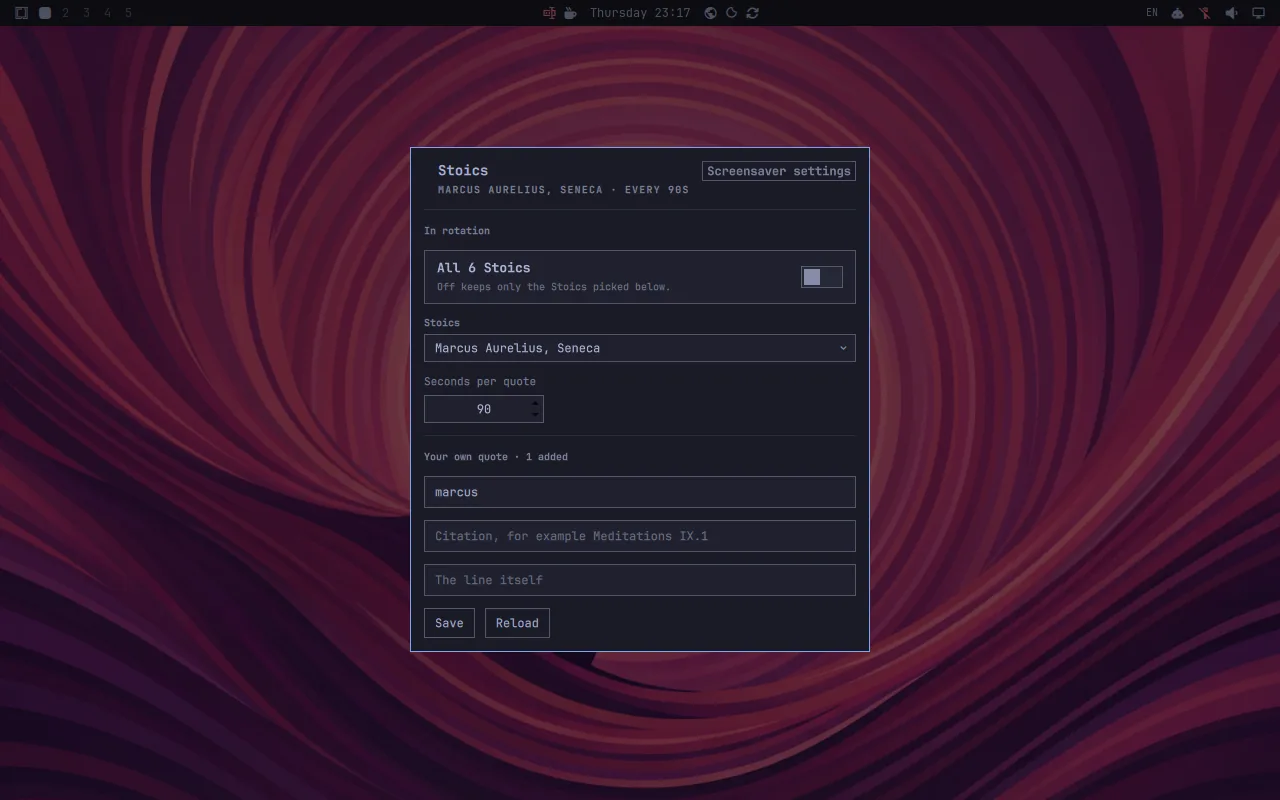 2 3 4 5
Thursday 23:17
EN
Stoics
Screensaver settings
MARCUS AURELIUS, SENECA · EVERY 90S
In rotation
All 6 Stoics
Off keeps only the Stoics picked below.
Stoics
Marcus Aurelius, Seneca
Seconds per quote
90
Your own quote · 1 added
marcus
Citation, for example Meditations IX.1
The line itself
Save Reload